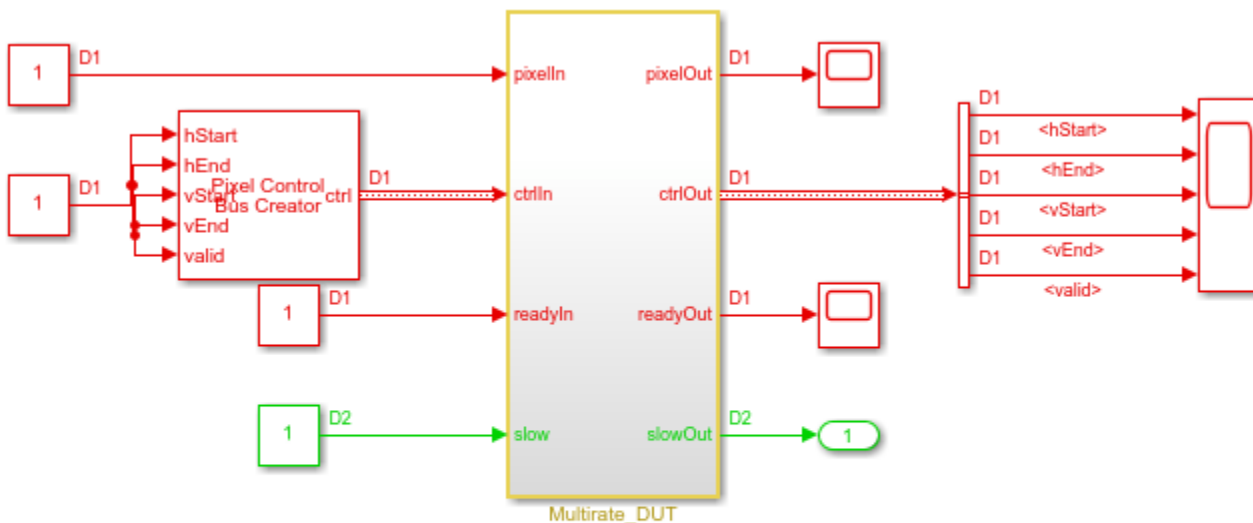 1
D1
pixelIn
pixelOut
D1
1
D1
hStart
hEnd
vStart
vEnd
valid
Pixel Control
Bus Creator
ctrl
D1
ctrlIn
ctrlOut
D1
D1
<hStart>
D1
<hEnd>
D1
<vStart>
D1
<vEnd>
D1
<valid>
1
D1
readyIn
readyOut
D1
1
D2
slow
slowOut
D2
1
Multirate_DUT